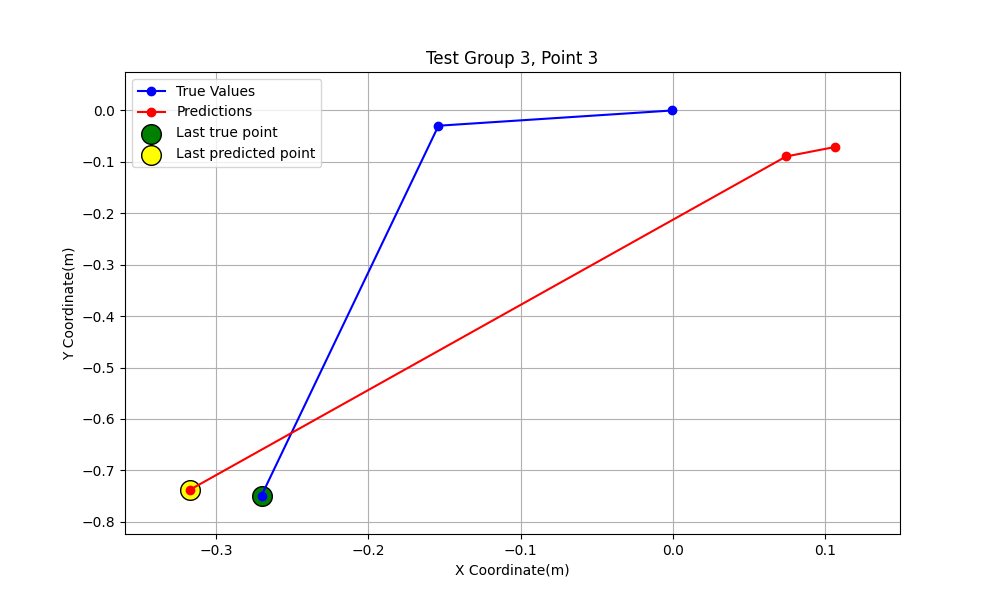 Test Group 3, Point 3
True Values
Predictions
Last true point
Last predicted point
0.0
−0.1
−0.2
−0.3
−0.4
−0.5
−0.6
−0.7
−0.8
Y Coordinate(m)
−0.3 −0.2 −0.1 0.0 0.1
X Coordinate(m)